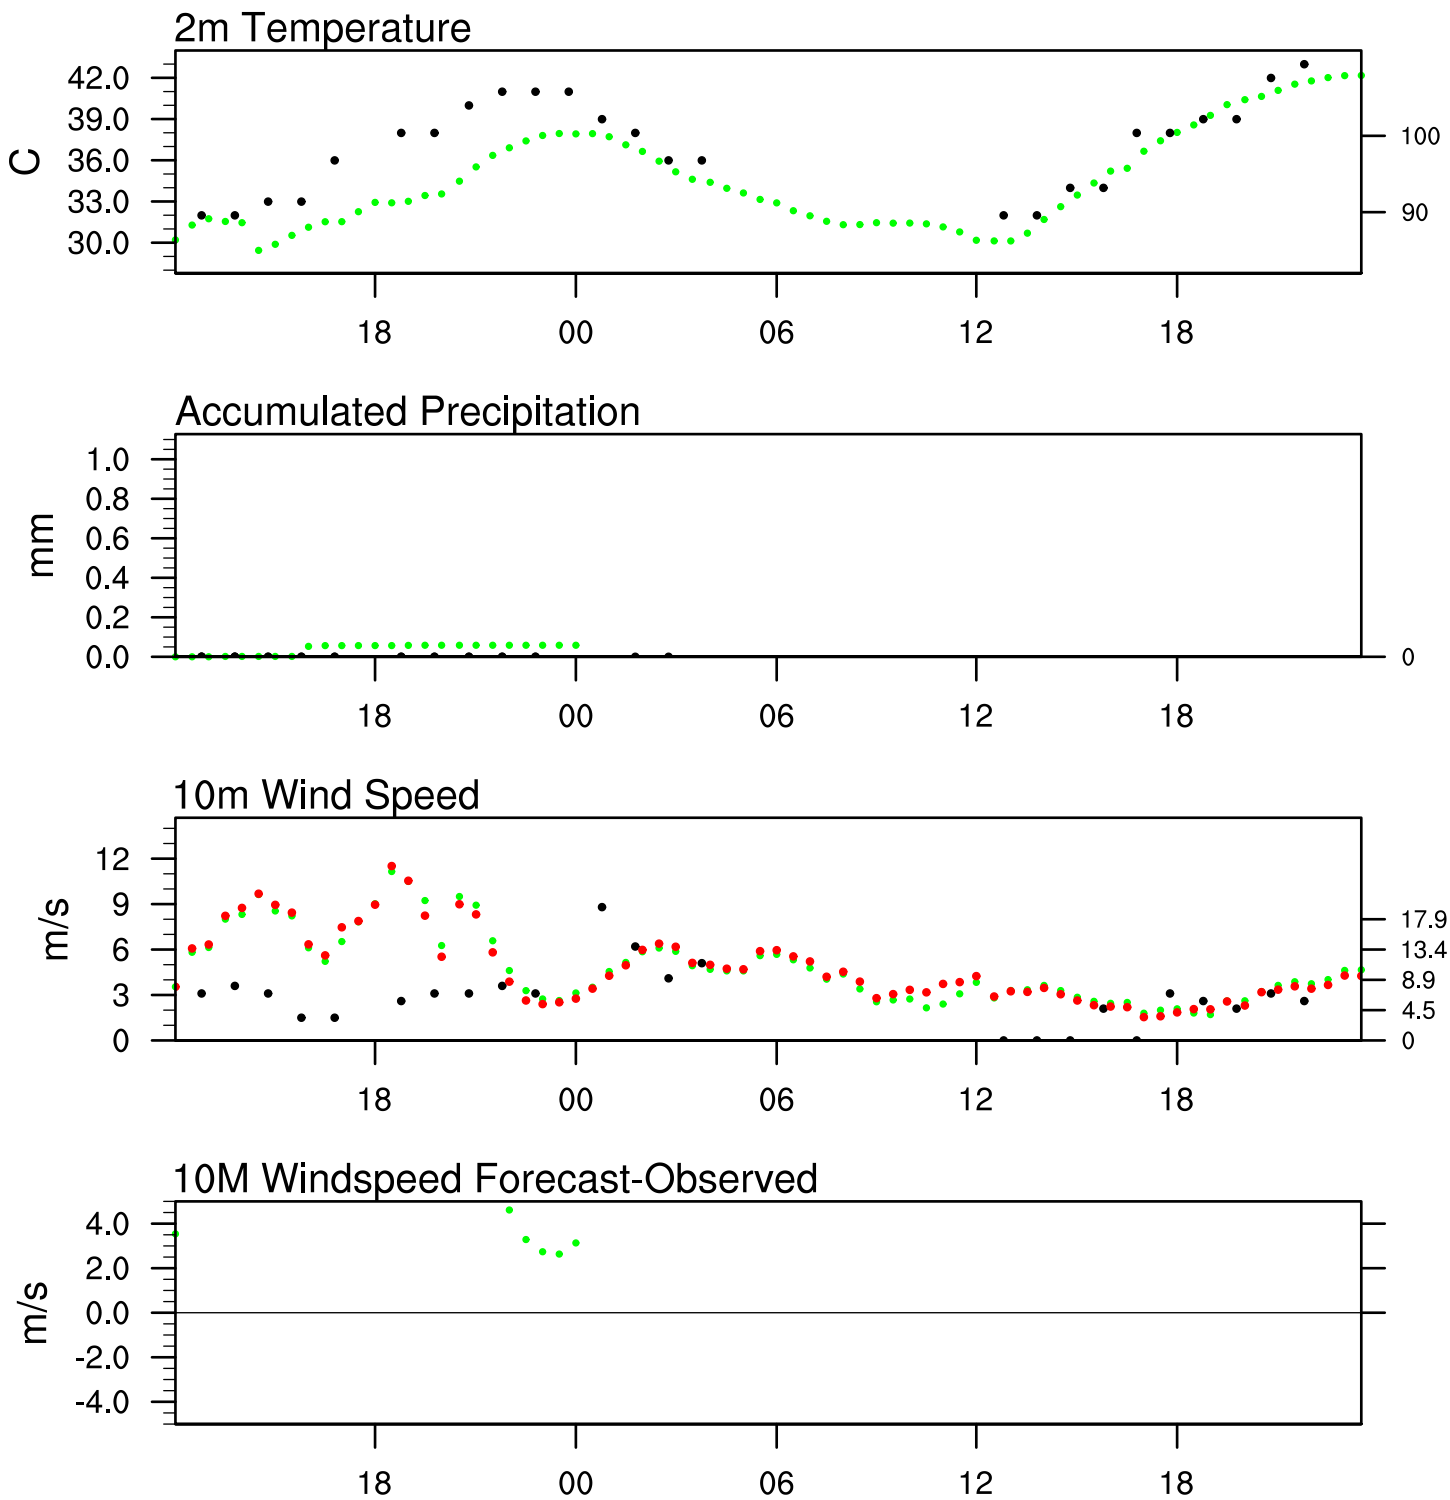 2m Temperature
42.0
39.0
36.0
33.0
30.0
C
100
90
18 00 06 12 18
Accumulated Precipitation
1.0
0.8
0.6
0.4
0.2
0.0
mm
0
18 00 06 12 18
10m Wind Speed
12
9
6
3
0
m/s
17.9
13.4
8.9
4.5
0
18 00 06 12 18
10M Windspeed Forecast-Observed
4.0
2.0
0.0
-2.0
-4.0
m/s
18 00 06 12 18